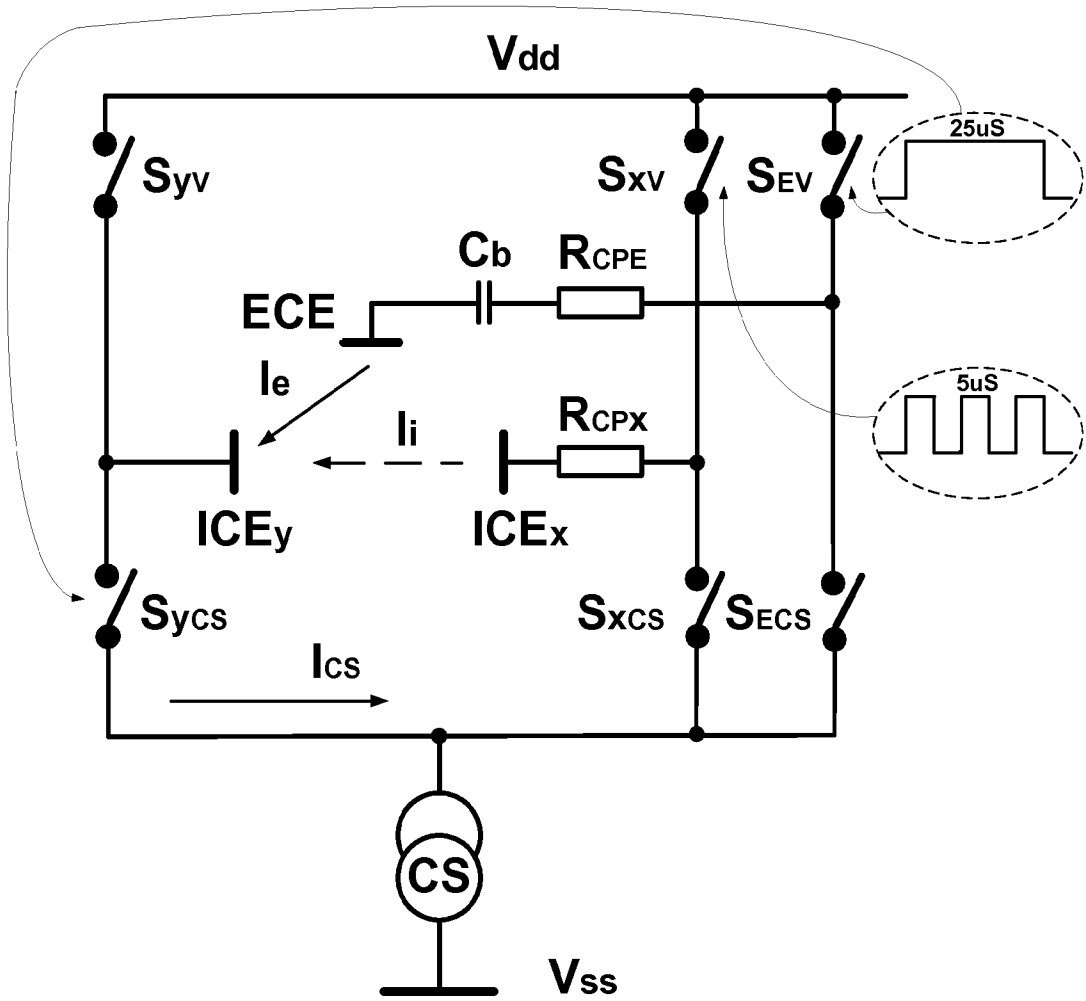 Vdd
25uS
SyV
SxV
SEV
Cb
RCPE
ECE
Ie
5uS
Ii
RCPx
ICEy
ICEx
SyCS
SxCS
SECS
ICS
CS
Vss